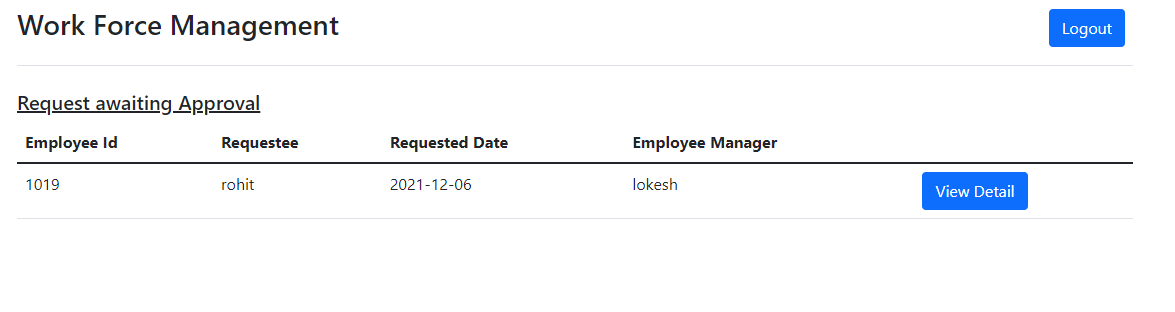 Work Force Management Logout
Request awaiting Approval
Employee Id Requestee Requested Date Employee Manager
1019 rohit 2021-12-06 lokesh View Detail